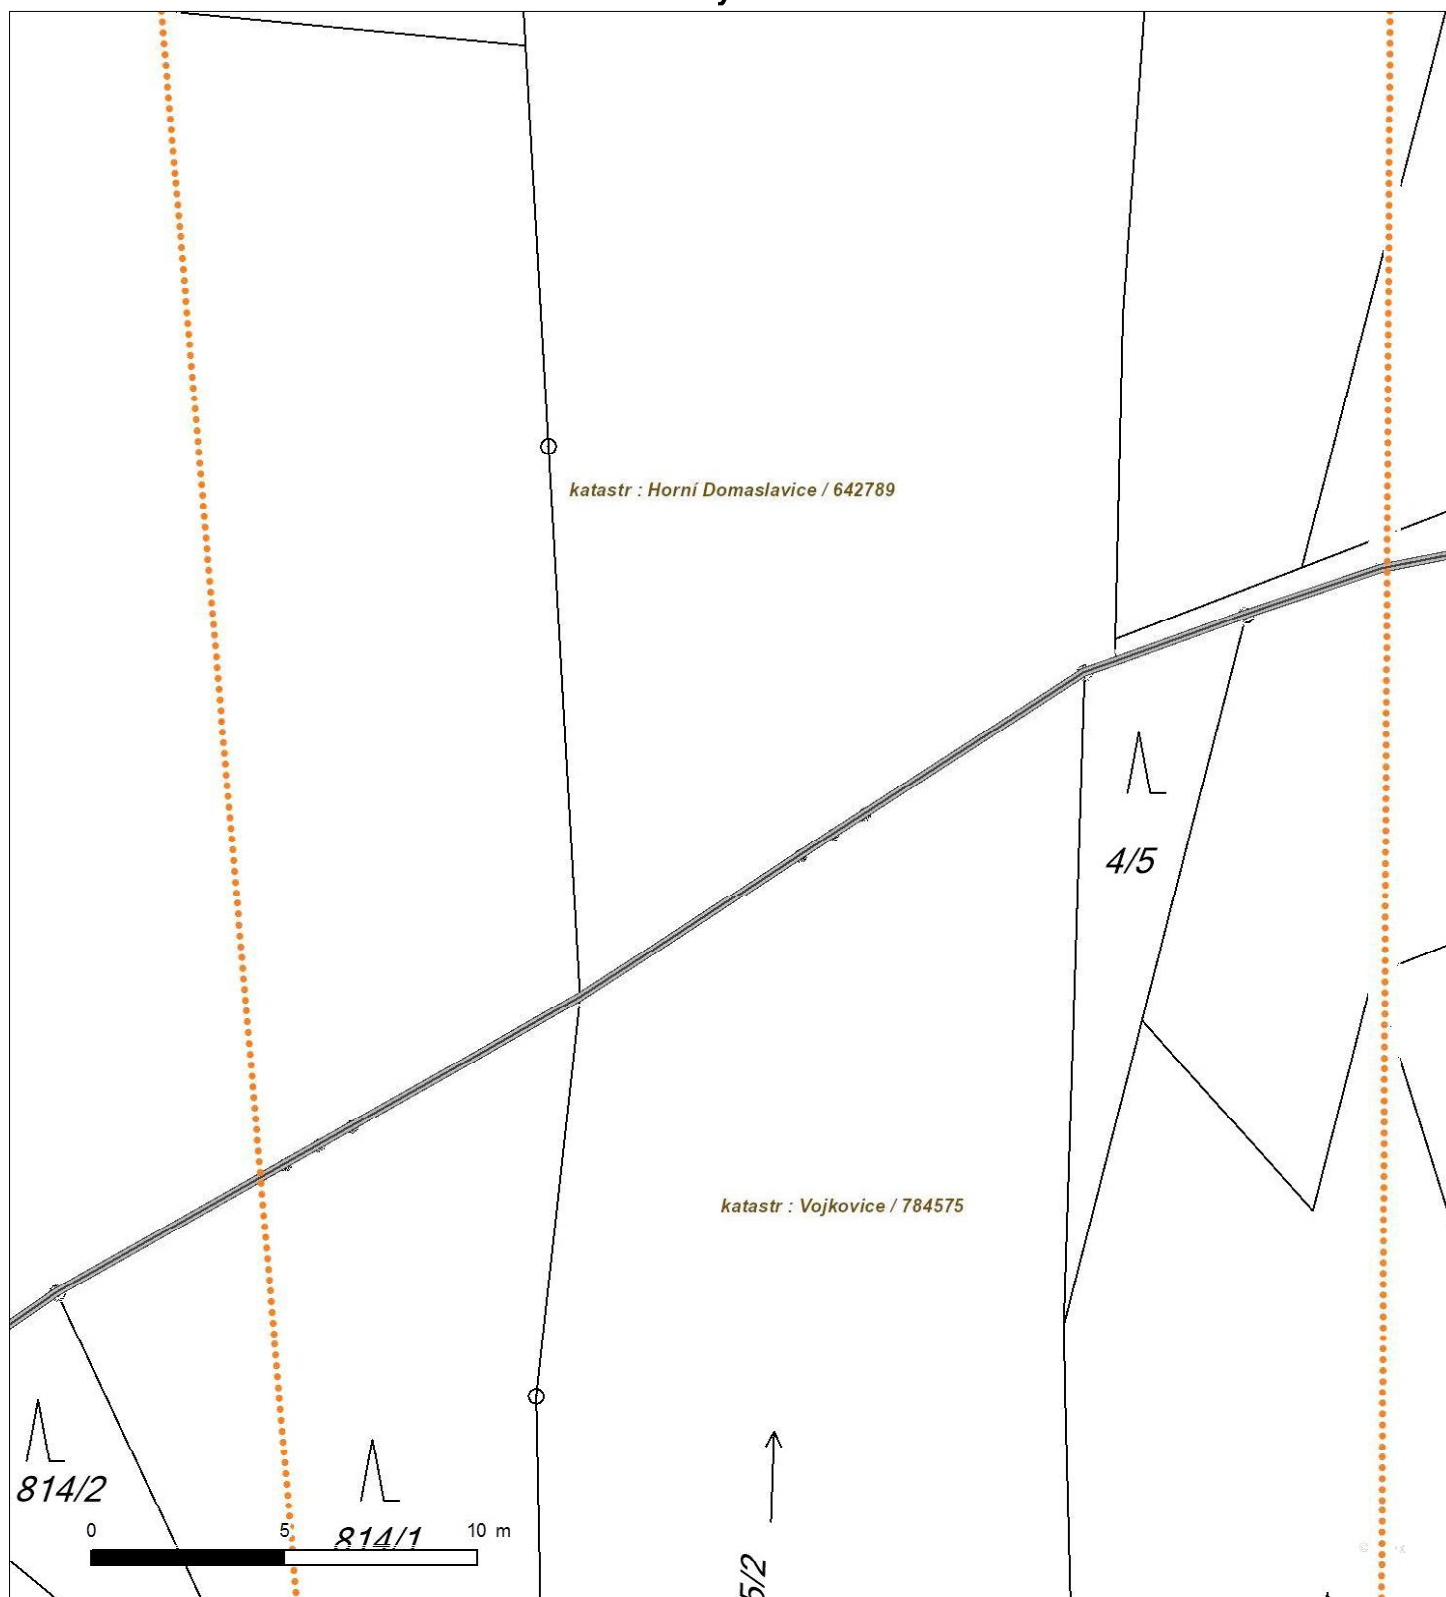 katastr : Horní Domaslavice / 642789
4/5
katastr : Vojkovice / 784575
814/2
814/1
0 5 10 m
5/2